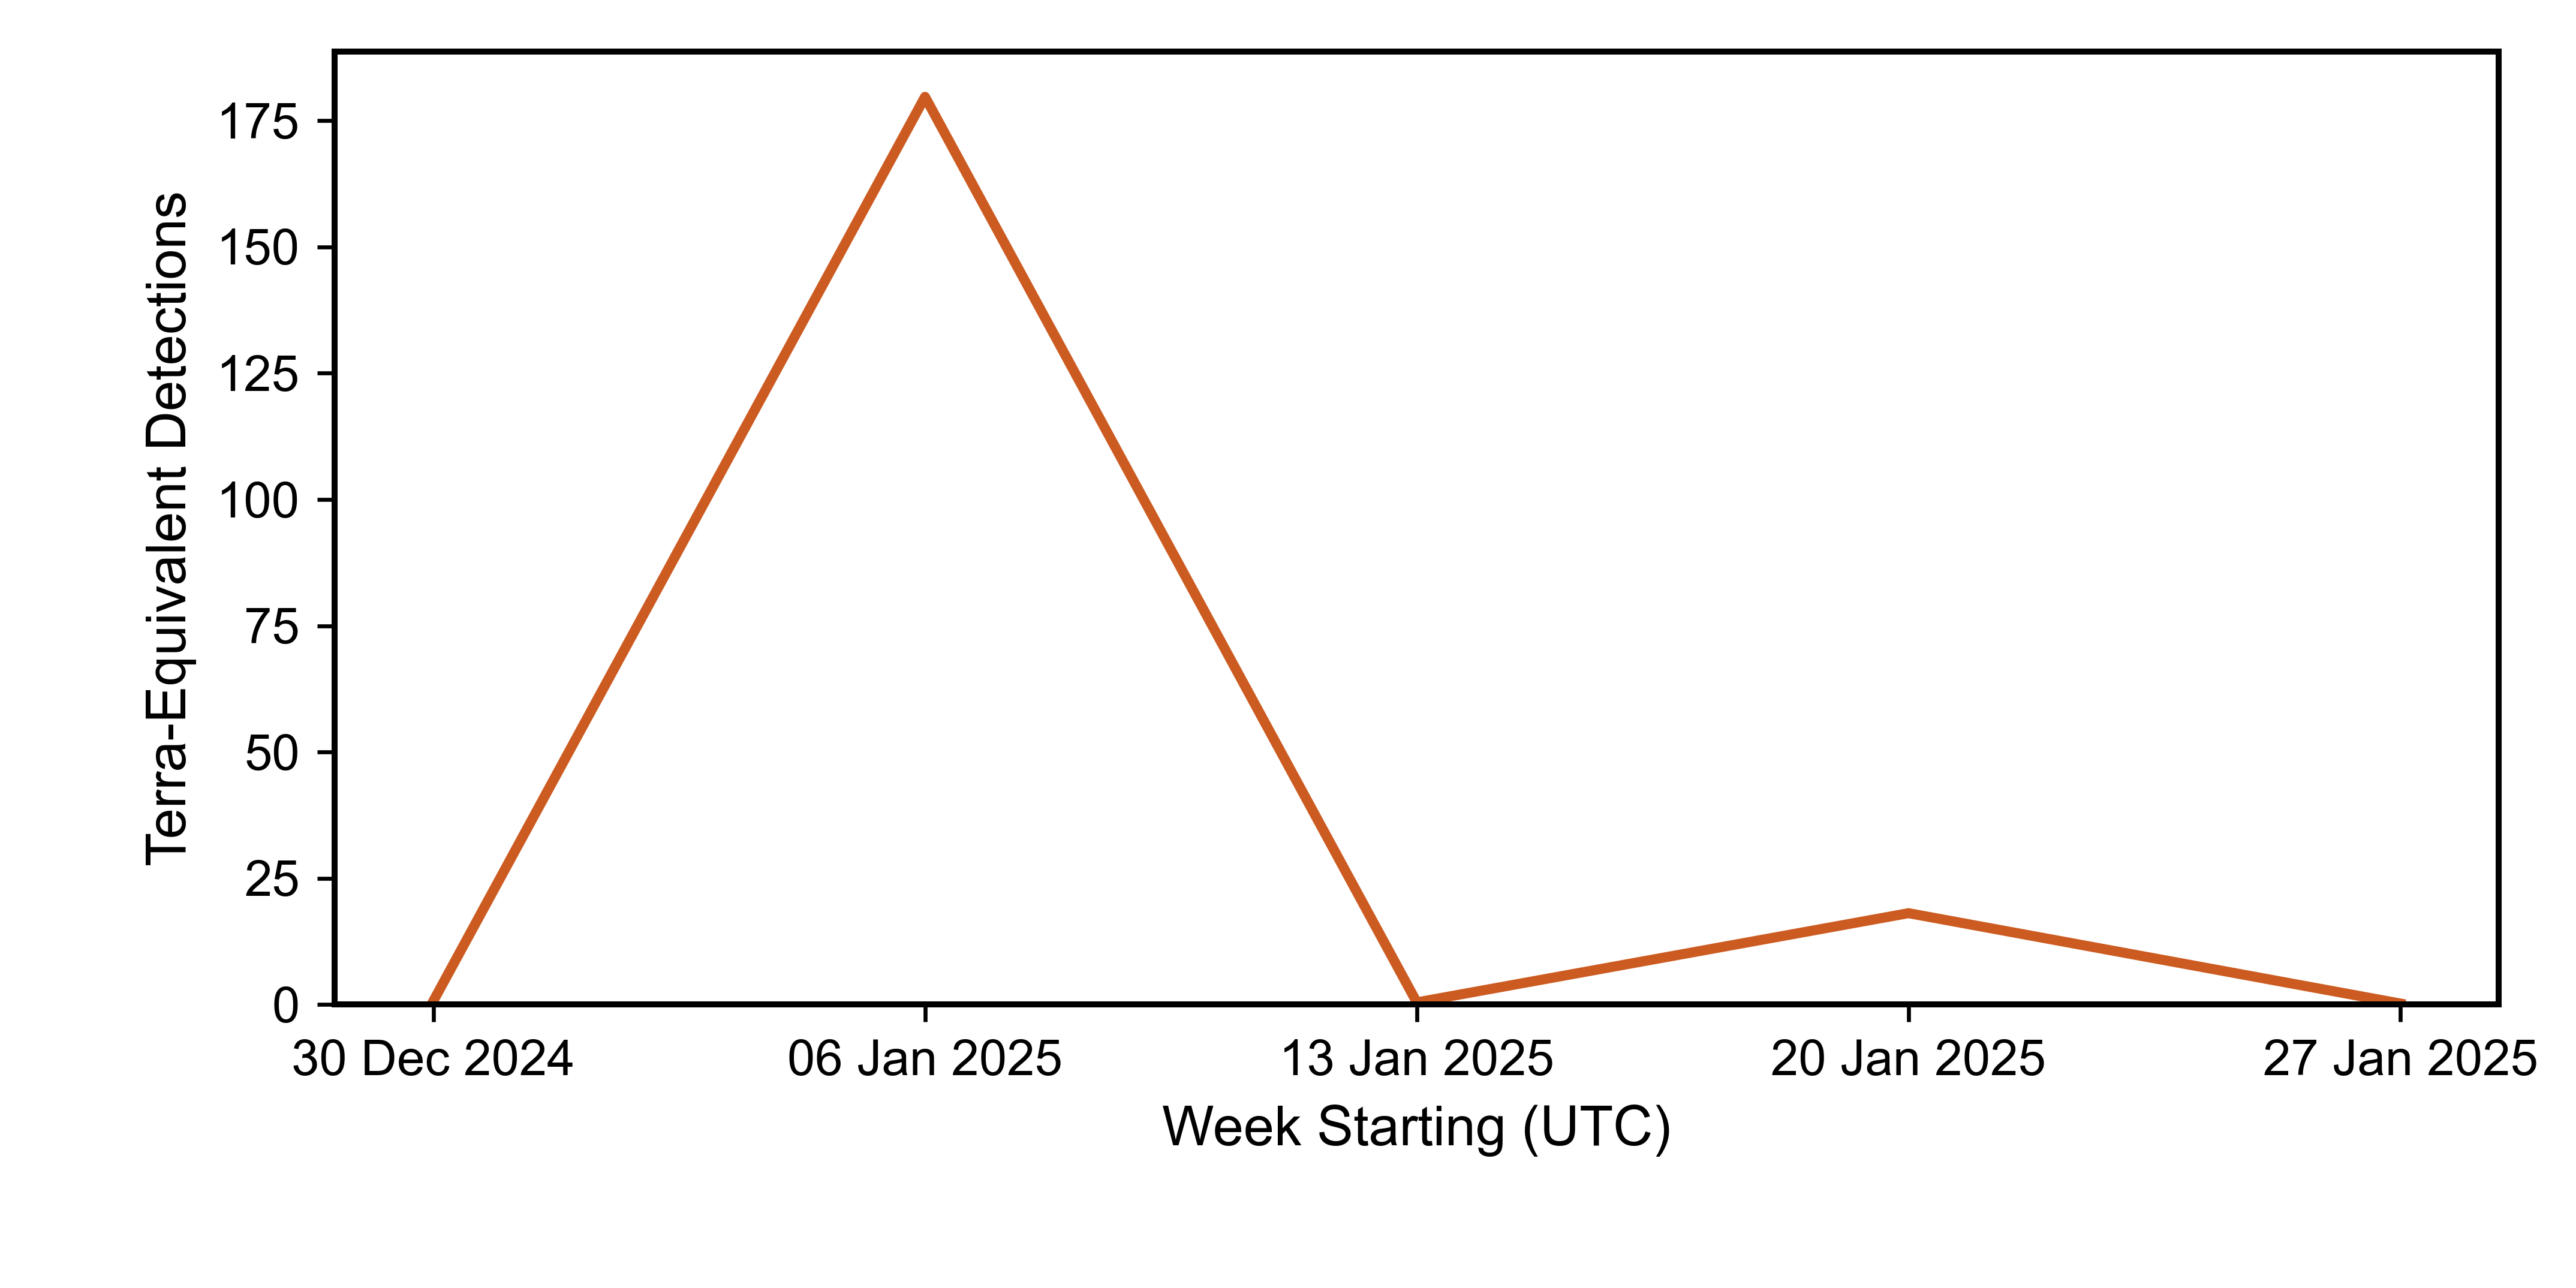 175
150
125
100
75
50
25
0
Terra-Equivalent Detections
30 Dec 2024
06 Jan 2025
13 Jan 2025
20 Jan 2025
27 Jan 2025
Week Starting (UTC)